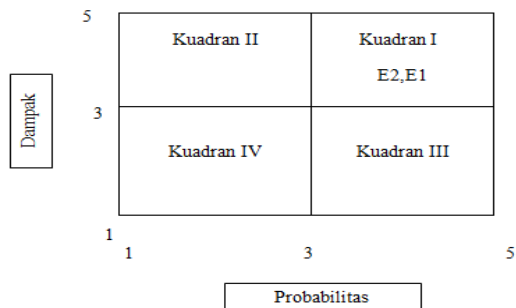 5
Kuadran II
Kuadran I
E2,E1
Dampak
3
Kuadran IV
Kuadran III
1
1
3
5
Probabilitas